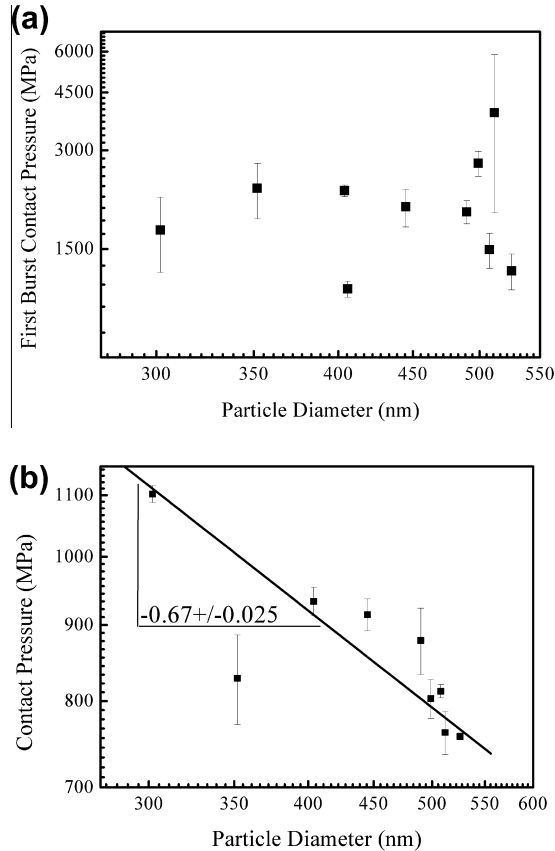 (a)
First Burst Contact Pressure (MPa)
6000
4500
3000
1500
300 350 400 450 500 550
Particle Diameter (nm)
(b)
Contact Pressure (MPa)
1100
1000
900
800
700
-0.67+/-0.025
300 350 400 450 500 550 600
Particle Diameter (nm)